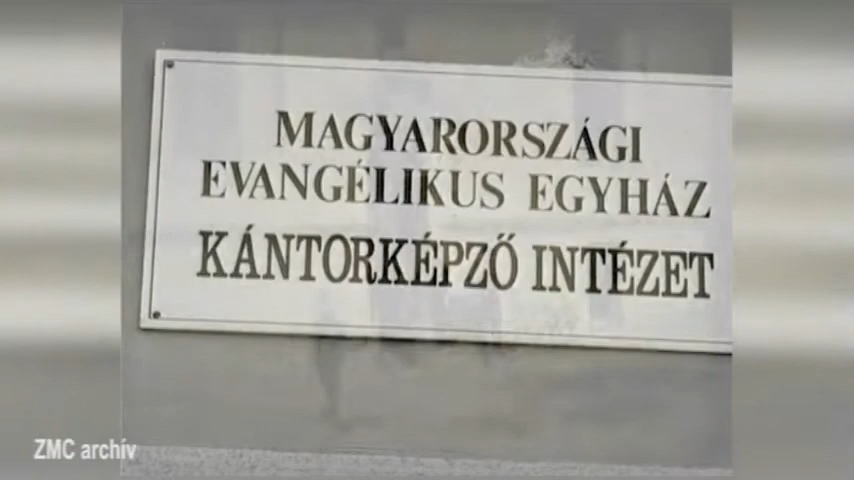 MAGYARORSZÁGI
EVANGÉLIKUS EGYHÁZ
KÁNTORKÉPZŐ INTÉZET
ZMC archív